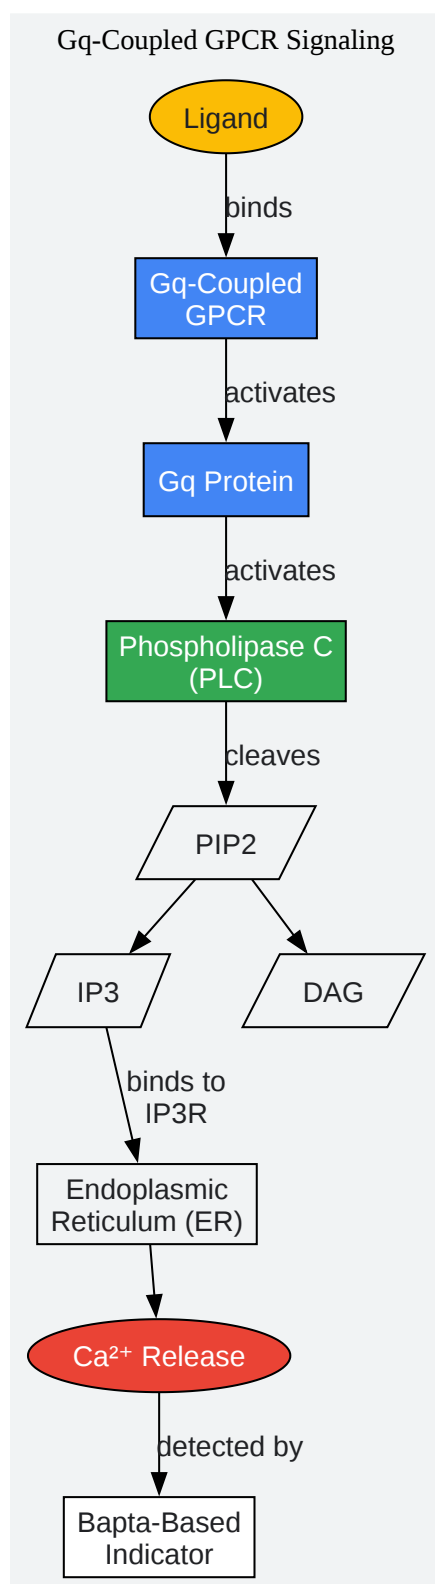 Gq-Coupled GPCR Signaling
Ligand
binds
Gq-Coupled
GPCR
activates
Gq Protein
activates
Phospholipase C
(PLC)
cleaves
PIP2
IP3
DAG
binds to
IP3R
Endoplasmic
Reticulum (ER)
Ca²⁺ Release
detected by
Bapta-Based
Indicator